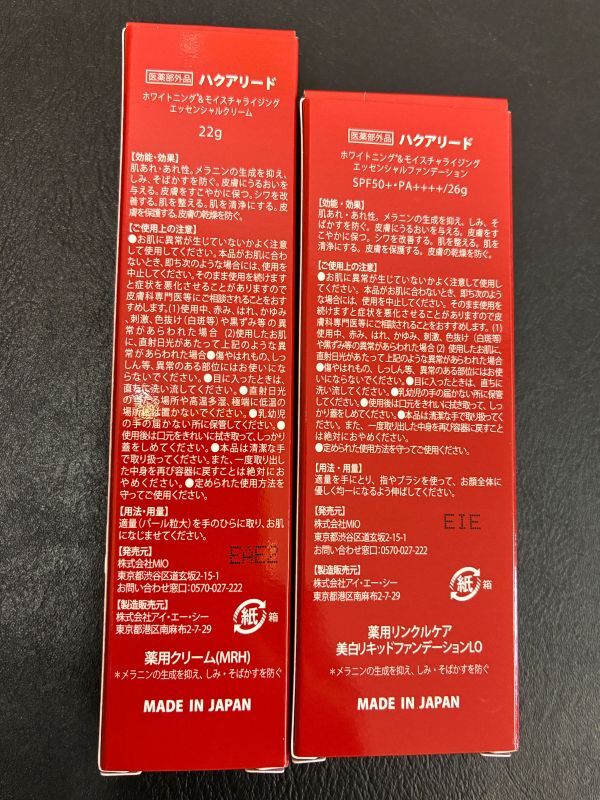 医薬部外品 ハクアリード
ホワイトニング*&モイスチャライジング
エッセンシャルクリーム
22g
【効能・効果】
肌あれ・あれ性。メラニンの生成を抑え、
しみ、そばかすを防ぐ。皮膚にうるおいを
与える。皮膚をすこやかに保つ。シワを改
善する。肌を整える。肌を清浄にする。皮
膚を保護する。皮膚の乾燥を防ぐ。
【ご使用上の注意】
●お肌に異常が生じていないかよく注意
して使用してください。本品がお肌に合わ
ないとき、即ち次のような場合には、使用を
中止してください。そのまま使用を続けます
と症状を悪化させることがありますので
皮膚科専門医等にご相談されることをおす
すめします。(1)使用中、赤み、はれ、かゆみ
、刺激、色抜け(白斑等)や黒ずみ等の異
常があらわれた場合 (2)使用したお肌
に、直射日光があたって上記のような異
常があらわれた場合●傷やはれもの、しっ
しん等、異常のある部位にはお使いにな
らないでください。●目に入ったときは、
直ちに洗い流してください。●直射日光
の当たる場所や高温多湿、極端に低温の
場所には置かないでください。●乳幼児
の手の届かない所に保管してください。●
使用後は口元をきれいに拭き取って、しっかり
蓋をしめてください。●本品は清潔な手
で取り扱ってください。また、一度取り出し
た中身を再び容器に戻すことは絶対にお
やめください。●定められた使用方法を
守ってご使用ください。
【用法・用量】
適量(パール粒大)を手のひらに取り、お肌
になじませてください。
【発売元】
株式会社MIO
東京都渋谷区道玄坂2-15-1
お問い合わせ窓口:0570-027-222
EAE2
【製造販売元】
株式会社アイ・エー・シー
東京都港区南麻布2-7-29
紙 箱
薬用クリーム(MRH)
*メラニンの生成を抑え、しみ・そばかすを防ぐ
MADE IN JAPAN
医薬部外品 ハクアリード
ホワイトニング*&モイスチャライジング
エッセンシャルファンデーション
SPF50+・PA++++/26g
【効能・効果】
肌あれ・あれ性。メラニンの生成を抑え、しみ、そ
ばかすを防ぐ。皮膚にうるおいを与える。皮膚をす
こやかに保つ。シワを改善する。肌を整える。肌を
清浄にする。皮膚を保護する。皮膚の乾燥を防ぐ。
【ご使用上の注意】
●お肌に異常が生じていないかよく注意して使用し
てください。本品がお肌に合わないとき、即ち次のよう
な場合には、使用を中止してください。そのまま使用を
続けますと症状を悪化させることがありますので皮
膚科専門医等にご相談されることをおすすめします。(1)
使用中、赤み、はれ、かゆみ、刺激、色抜け(白斑等)
や黒ずみ等の異常があらわれた場合(2)使用したお肌に、
直射日光があたって上記のような異常があらわれた場合
●傷やはれもの、しっしん等、異常のある部位にはお使
いにならないでください。●目に入ったときは、直ちに
洗い流してください。●乳幼児の手の届かない所に保管
してください。●使用後は口元をきれいに拭き取って、しっ
かり蓋をしめてください。●本品は清潔な手で取り扱ってく
ださい。また、一度取り出した中身を再び容器に戻すこと
は絶対におやめください。
●定められた使用方法を守ってご使用ください。
【用法・用量】
適量を手にとり、指やブラシを使って、お顔全体に
優しく均一になるよう伸ばしてください。
【発売元】
株式会社MIO
東京都渋谷区道玄坂2-15-1
お問い合わせ窓口:0570-027-222
EIE
【製造販売元】
株式会社アイ・エー・シー
東京都港区南麻布2-7-29
紙 箱
薬用リンクルケア
美白リキッドファンデーションLO
*メラニンの生成を抑え、しみ・そばかすを防ぐ
MADE IN JAPAN